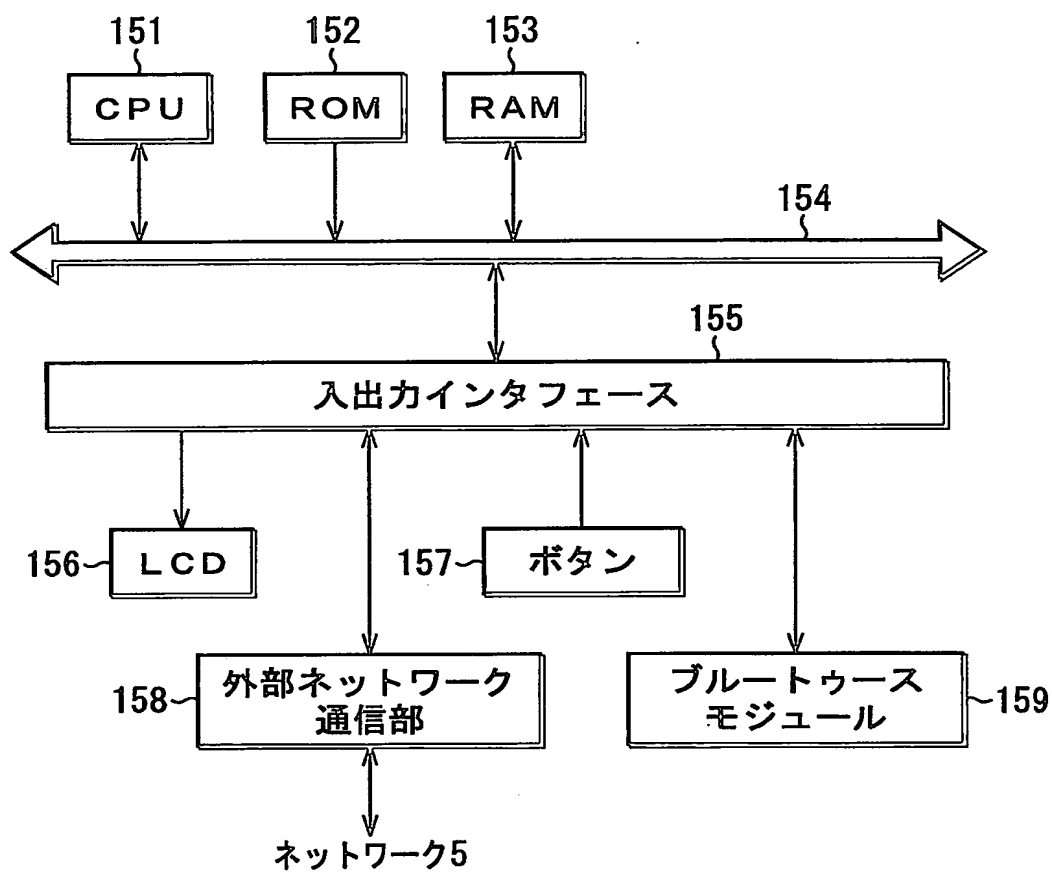 151
152
153
CPU
ROM
RAM
154
155
入出力インタフェース
156
LCD
157
ボタン
158
外部ネットワーク
通信部
ブルートゥース
モジュール
159
ネットワーク5